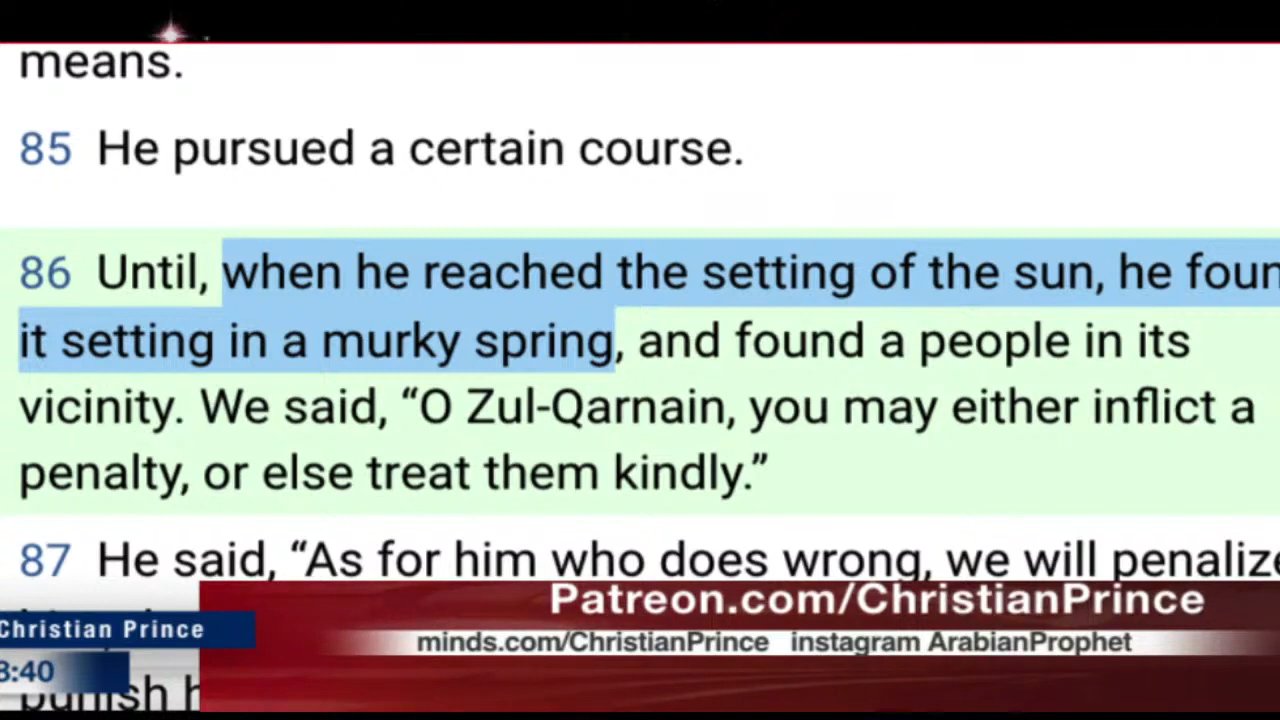 means.
85 He pursued a certain course.
86 Until, when he reached the setting of the sun, he foun
it setting in a murky spring, and found a people in its
vicinity. We said, “O Zul-Qarnain, you may either inflict a
penalty, or else treat them kindly.”
87 He said, “As for him who does wrong, we will penalize
Patreon.com/ChristianPrince
Christian Prince
minds.com/ChristianPrince instagram ArabianProphet
8:40
punish h